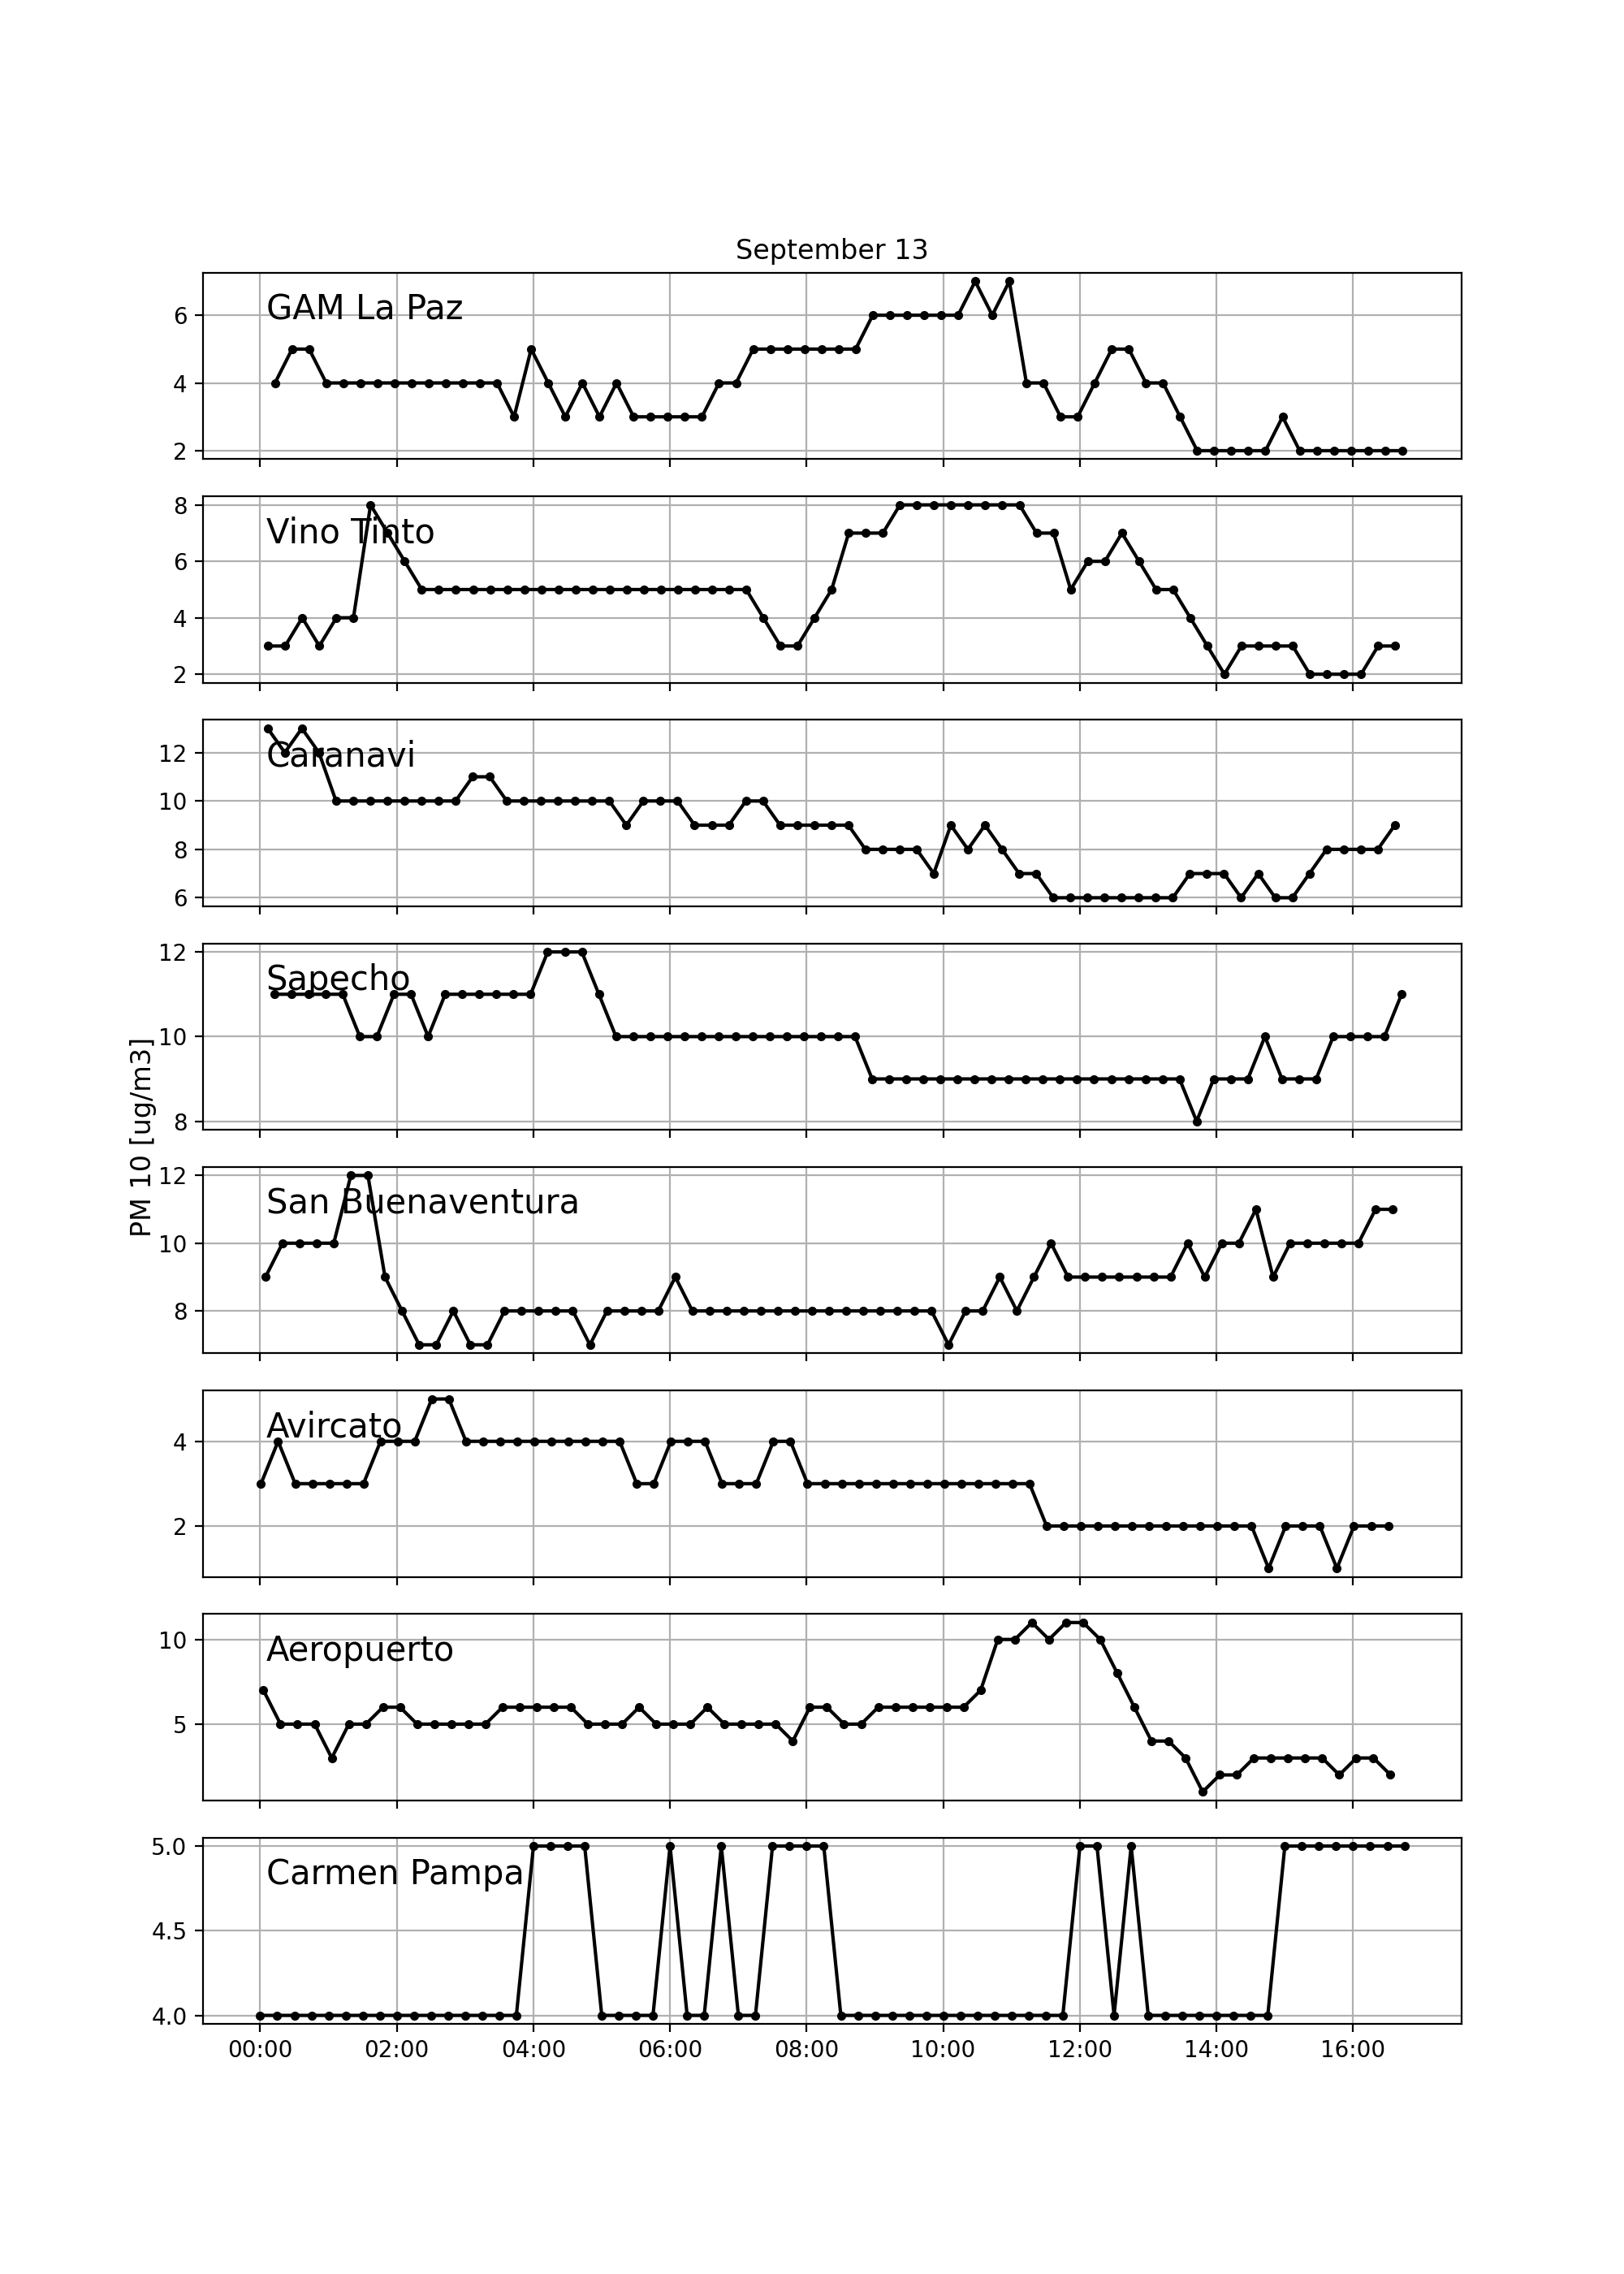 September 13
GAM La Paz
6
4
2
Vino Tinto
8
6
4
2
Caranavi
12
10
8
6
Sapecho
12
10
8
PM 10 [ug/m3]
San Buenaventura
12
10
8
Avircato
4
2
Aeropuerto
10
5
Carmen Pampa
5.0
4.5
4.0
00:00 02:00 04:00 06:00 08:00 10:00 12:00 14:00 16:00